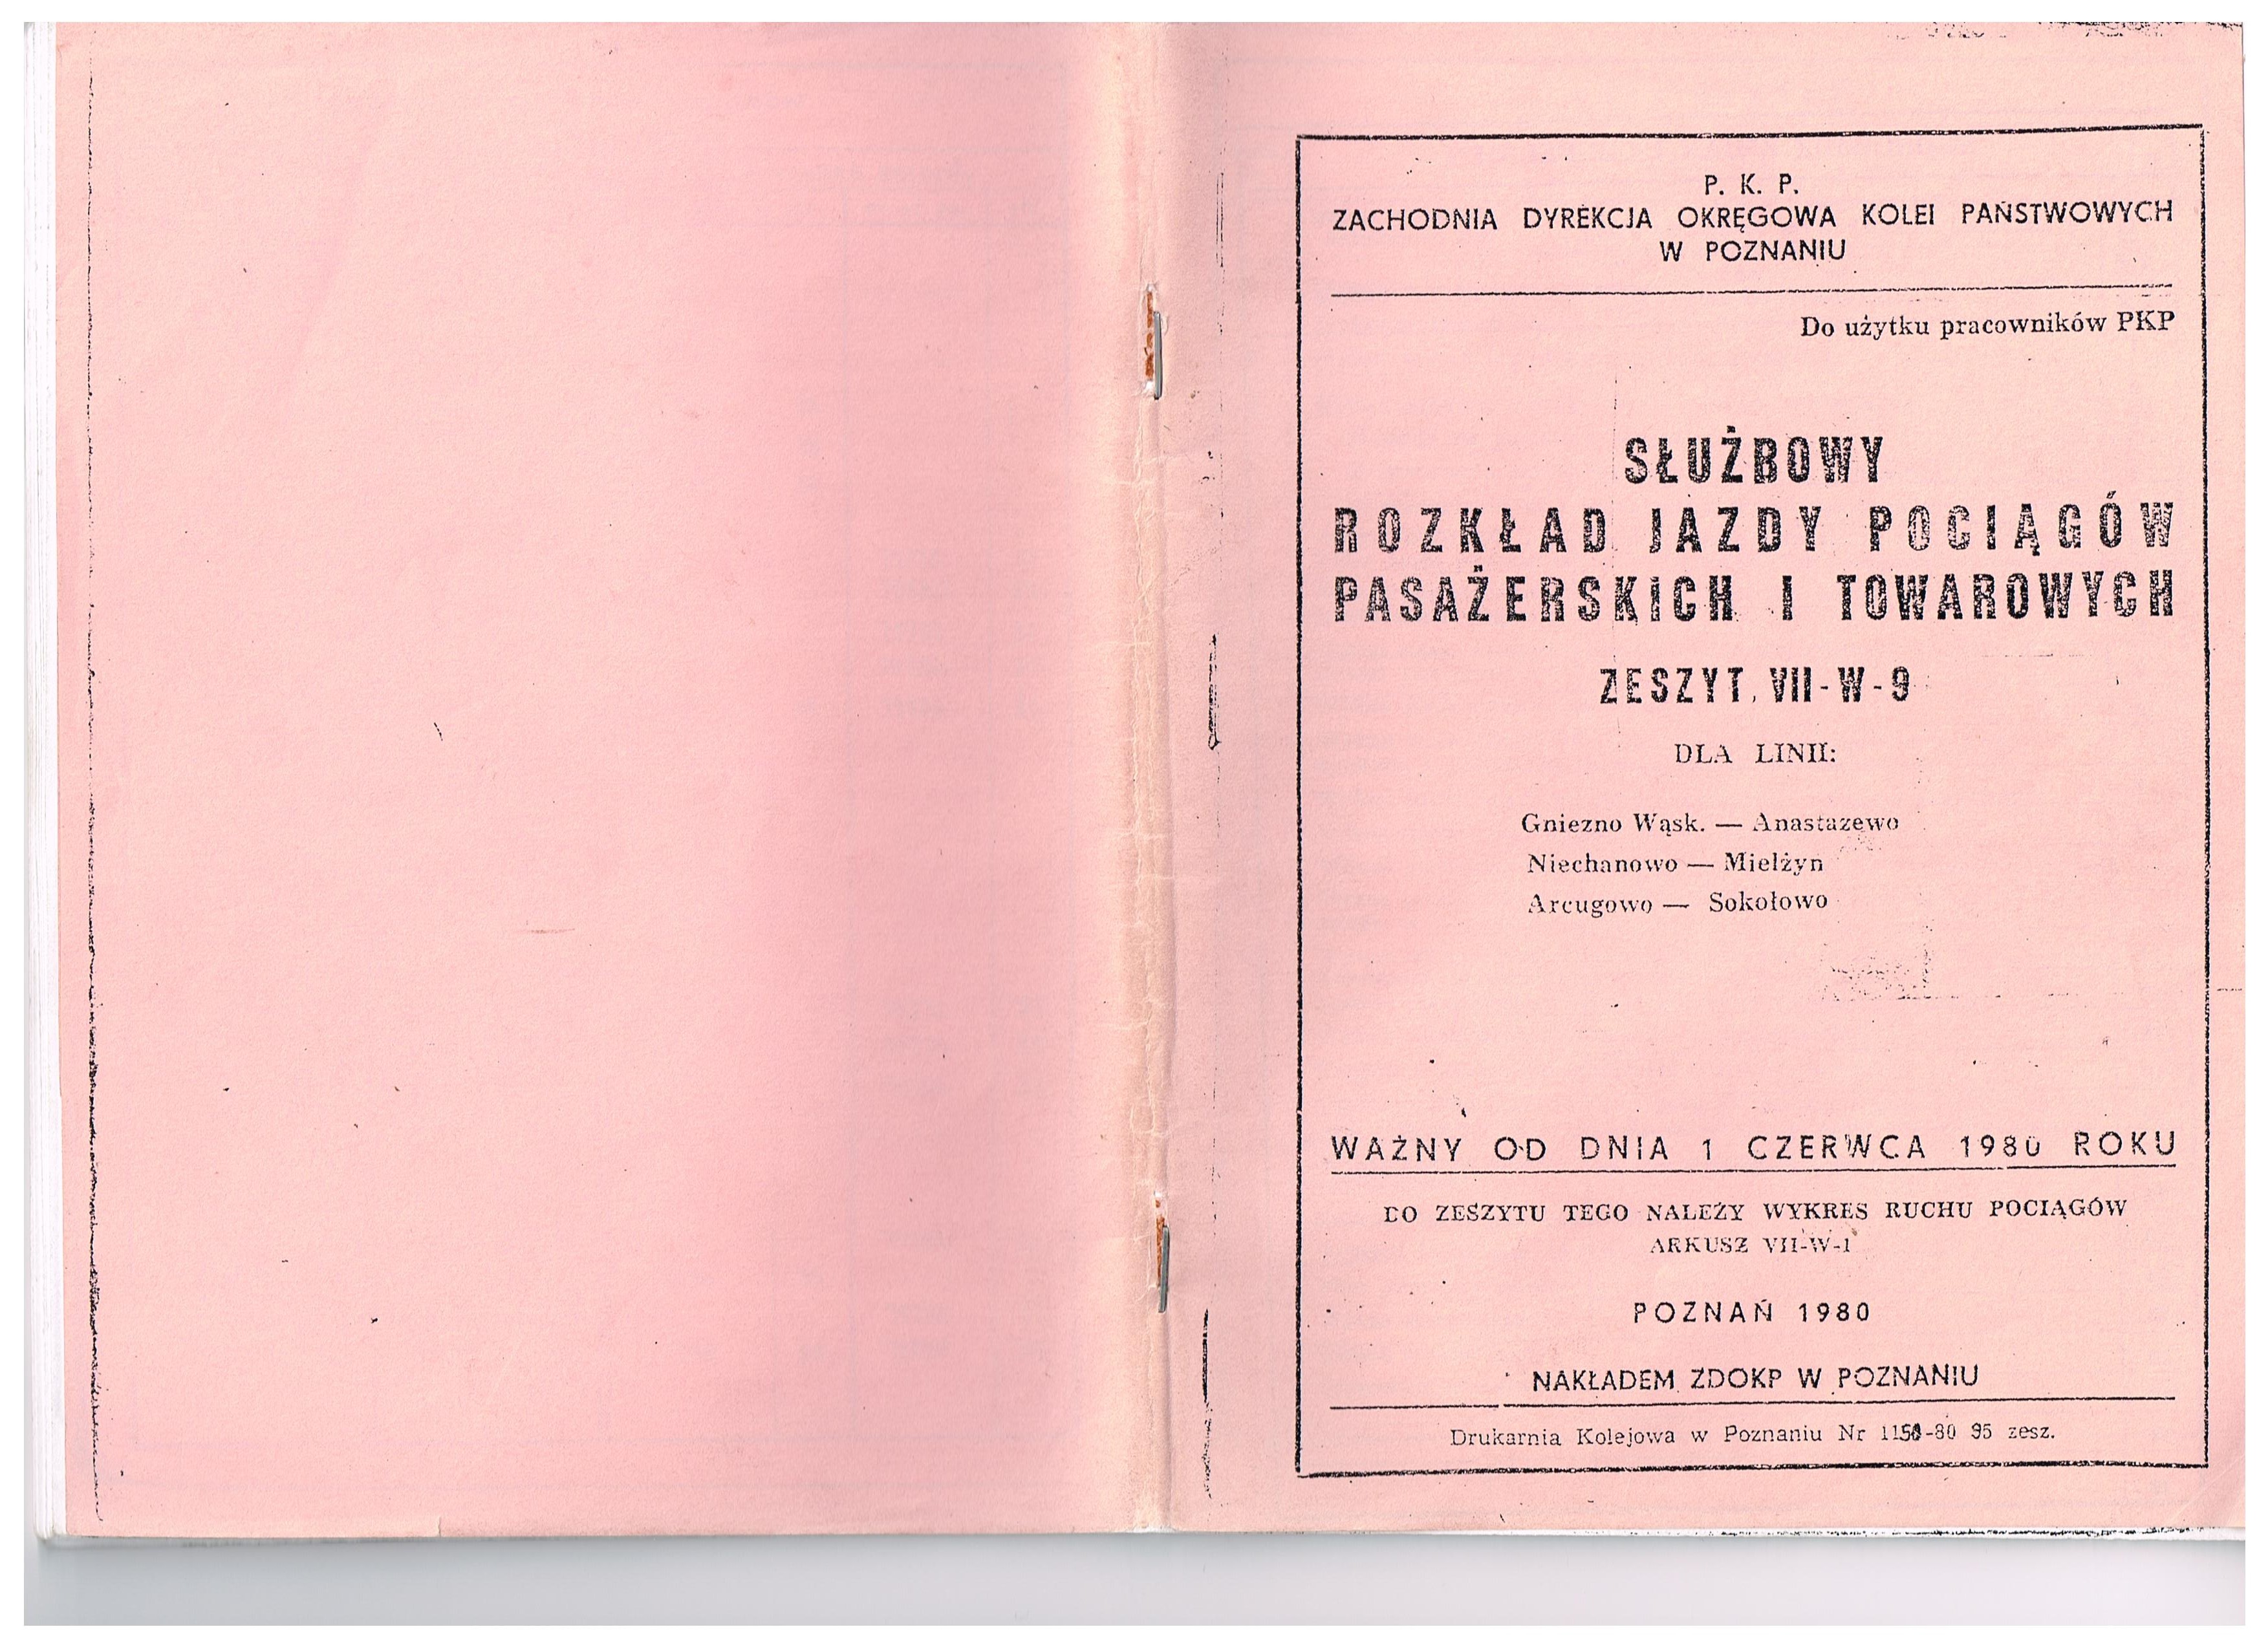 P. K. P.
ZACHODNIA DYREKCJA OKRĘGOWA KOLEI PAŃSTWOWYCH
W POZNANIU
Do użytku pracowników PKP
SŁUŻBOWY
ROZKŁAD JAZDY POCIĄGÓW
PASAŻERSKICH I TOWAROWYCH
ZESZYT VII-W-9
DLA LINII:
Gniezno Wąsk. — Anastazewo
Niechanowo — Mielżyn
Arcugowo — Sokołowo
WAŻNY OD DNIA 1 CZERWCA 1980 ROKU
DO ZESZYTU TEGO NALEŻY WYKRES RUCHU POCIĄGÓW
ARKUSZ VII-W-1
POZNAŃ 1980
NAKŁADEM ZDOKP W POZNANIU
Drukarnia Kolejowa w Poznaniu Nr 95 zesz.